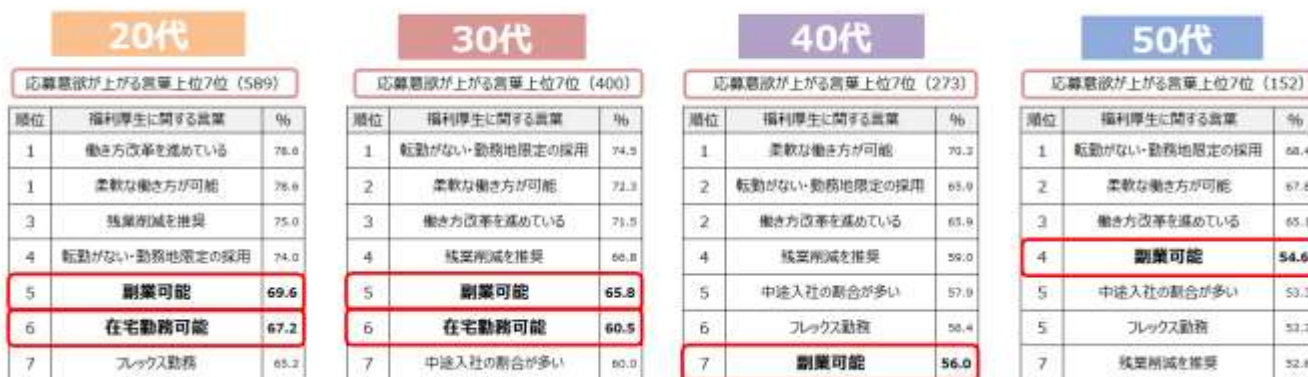 20代
応募意欲が上がる言葉上位7位（589）
順位 福利厚生に関する言葉 %
1 働き方改革を進めている 76.6
1 柔軟な働き方が可能 76.6
3 残業削減を推奨 75.0
4 転勤がない・勤務地限定の採用 74.0
5 副業可能 69.6
6 在宅勤務可能 67.2
7 フレックス勤務 65.2
30代
応募意欲が上がる言葉上位7位（400）
順位 福利厚生に関する言葉 %
1 転勤がない・勤務地限定の採用 74.5
2 柔軟な働き方が可能 72.3
3 働き方改革を進めている 71.5
4 残業削減を推奨 66.8
5 副業可能 65.8
6 在宅勤務可能 60.5
7 中途入社の割合が多い 60.0
40代
応募意欲が上がる言葉上位7位（273）
順位 福利厚生に関する言葉 %
1 柔軟な働き方が可能 70.3
2 転勤がない・勤務地限定の採用 65.9
2 働き方改革を進めている 65.9
4 残業削減を推奨 59.0
5 中途入社の割合が多い 57.9
6 フレックス勤務 56.4
7 副業可能 56.0
50代
応募意欲が上がる言葉上位7位（152）
順位 福利厚生に関する言葉 %
1 転勤がない・勤務地限定の採用 68.4
2 柔軟な働き方が可能 67.8
3 働き方改革を進めている 65.1
4 副業可能 54.6
5 中途入社の割合が多い 53.3
5 フレックス勤務 53.3
7 残業削減を推奨 52.6